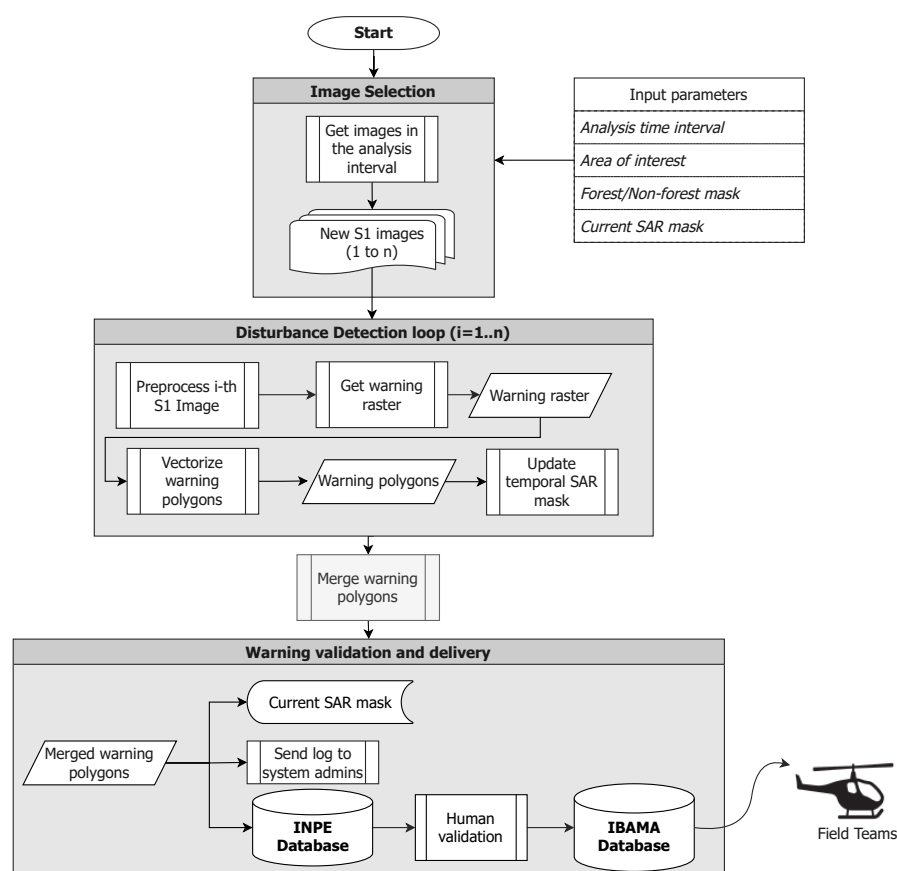 Start
Image Selection
Get images in
the analysis
interval
New S1 images
(1 to n)
Input parameters
Analysis time interval
Area of interest
Forest/Non-forest mask
Current SAR mask
Disturbance Detection loop (i=1..n)
Preprocess i-th
S1 Image
Get warning
raster
Warning raster
Vectorize
warning
polygons
Warning polygons
Update
temporal SAR
mask
Merge warning
polygons
Warning validation and delivery
Merged warning
polygons
Current SAR mask
Send log to
system admins
INPE
Database
Human
validation
IBAMA
Database
Field Teams